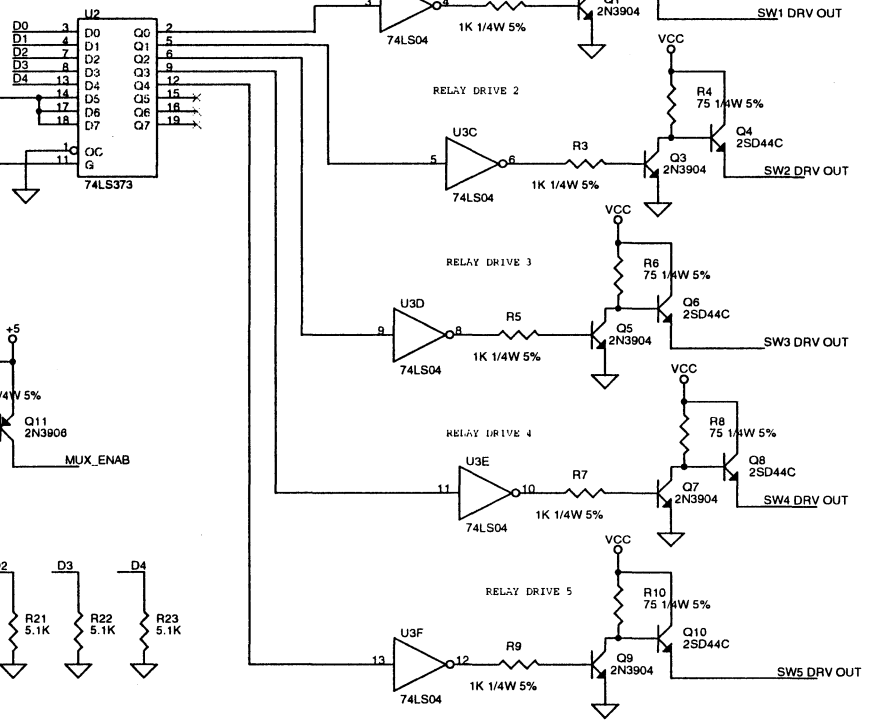 U2
D0 3 D0 Q0 2
D1 4 D1 Q1 5
D2 7 D2 Q2 6
D3 8 D3 Q3 9
D4 13 D4 Q4 12
14 D5 Q5 15
17 D6 Q6 16
18 D7 Q7 19
1 OC
11 G
74LS373
3 4
74LS04
1K 1/4W 5%
2N3904
SW1 DRV OUT
RELAY DRIVE 2
VCC
R4
75 1/4W 5%
U3C
5 6
74LS04
R3
1K 1/4W 5%
Q3
2N3904
Q4
2SD44C
SW2 DRV OUT
RELAY DRIVE 3
VCC
R6
75 1/4W 5%
U3D
9 8
74LS04
R5
1K 1/4W 5%
Q5
2N3904
Q6
2SD44C
SW3 DRV OUT
+5
/4W 5%
Q11
2N3906
MUX_ENAB
RELAY DRIVE 4
VCC
R8
75 1/4W 5%
U3E
11 10
74LS04
R7
1K 1/4W 5%
Q7
2N3904
Q8
2SD44C
SW4 DRV OUT
RELAY DRIVE 5
VCC
R10
75 1/4W 5%
U3F
13 12
74LS04
R9
1K 1/4W 5%
Q9
2N3904
Q10
2SD44C
SW5 DRV OUT
2 D3 D4
R21 R22 R23
5.1K 5.1K 5.1K